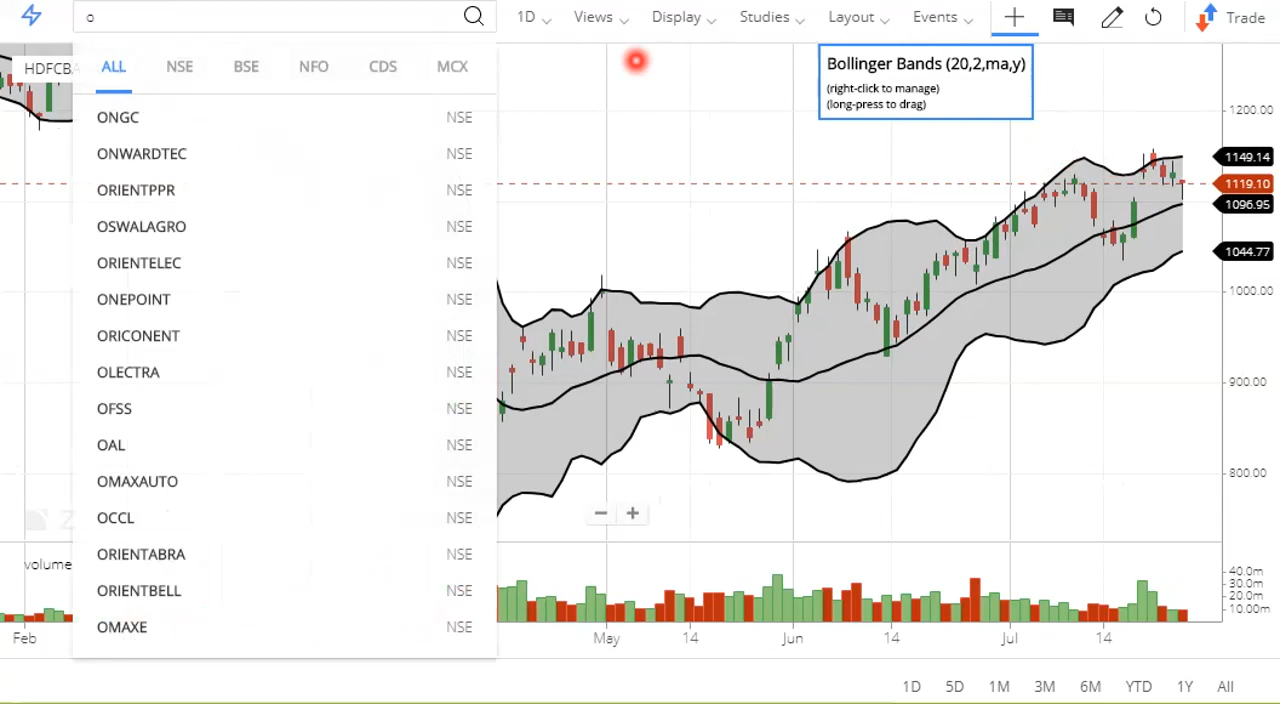 o
1D Views Display Studies Layout Events Trade
HDFCBA
ALL NSE BSE NFO CDS MCX
ONGC NSE
ONWARDTEC NSE
ORIENTPPR NSE
OSWALAGRO NSE
ORIENTELEC NSE
ONEPOINT NSE
ORICONENT NSE
OLECTRA NSE
OFSS NSE
OAL NSE
OMAXAUTO NSE
OCCL NSE
ORIENTABRA NSE
ORIENTBELL NSE
OMAXE NSE
Bollinger Bands (20,2,ma,y)
(right-click to manage)
(long-press to drag)
1200.00
1149.14
1119.10
1096.95
1044.77
1000.00
900.00
800.00
Z
volume
40.0m
30.0m
20.0m
10.00m
Feb May 14 Jun 14 Jul 14
1D 5D 1M 3M 6M YTD 1Y All